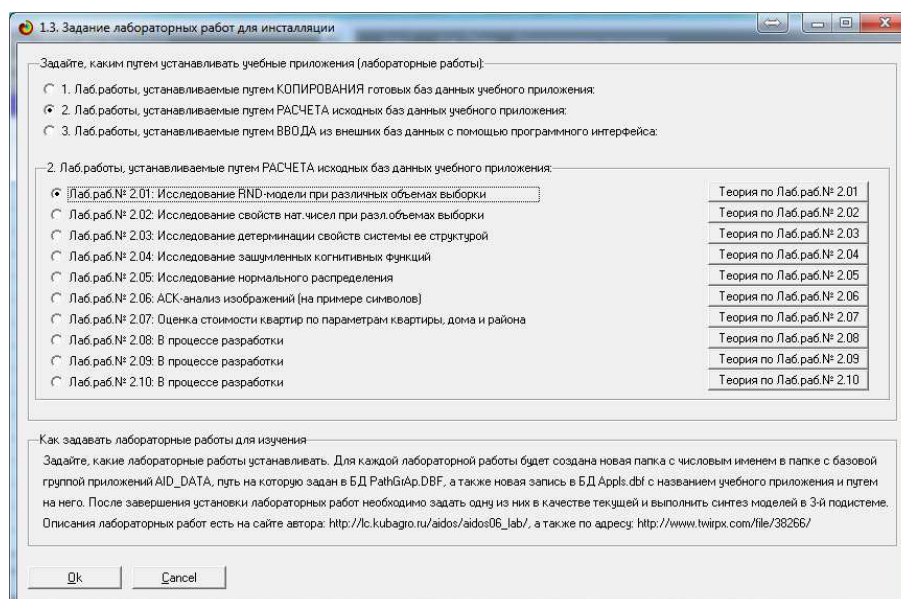 1.3. Задание лабораторных работ для инсталляции
Задайте, каким путем устанавливать учебные приложения (лабораторные работы):
1. Лаб.работы, устанавливаемые путем КОПИРОВАНИЯ готовых баз данных учебного приложения:
2. Лаб.работы, устанавливаемые путем РАСЧЕТА исходных баз данных учебного приложения:
3. Лаб.работы, устанавливаемые путем ВВОДА из внешних баз данных с помощью программного интерфейса:
2. Лаб.работы, устанавливаемые путем РАСЧЕТА исходных баз данных учебного приложения:
Лаб.раб.№ 2.01: Исследование RND-модели при различных объемах выборки Теория по Лаб.раб.№ 2.01
Лаб.раб.№ 2.02: Исследование свойств нат.чисел при разл.объемах выборки Теория по Лаб.раб.№ 2.02
Лаб.раб.№ 2.03: Исследование детерминации свойств системы ее структурой Теория по Лаб.раб.№ 2.03
Лаб.раб.№ 2.04: Исследование зашумленных когнитивных функций Теория по Лаб.раб.№ 2.04
Лаб.раб.№ 2.05: Исследование нормального распределения Теория по Лаб.раб.№ 2.05
Лаб.раб.№ 2.06: АСК-анализ изображений (на примере символов) Теория по Лаб.раб.№ 2.06
Лаб.раб.№ 2.07: Оценка стоимости квартир по параметрам квартиры, дома и района Теория по Лаб.раб.№ 2.07
Лаб.раб.№ 2.08: В процессе разработки Теория по Лаб.раб.№ 2.08
Лаб.раб.№ 2.09: В процессе разработки Теория по Лаб.раб.№ 2.09
Лаб.раб.№ 2.10: В процессе разработки Теория по Лаб.раб.№ 2.10
Как задавать лабораторные работы для изучения
Задайте, какие лабораторные работы устанавливать. Для каждой лабораторной работы будет создана новая папка с числовым именем в папке с базовой
группой приложений AID_DATA, путь на которую задан в БД PathGrAp.DBF, а также новая запись в БД Appls.dbf с названием учебного приложения и путем
на него. После завершения установки лабораторных работ необходимо задать одну из них в качестве текущей и выполнить синтез моделей в 3-й подистеме.
Описания лабораторных работ есть на сайте автора: http://lc.kubagro.ru/aidos/aidos06_lab/, а также по адресу: http://www.twirpx.com/file/38266/
Ok Cancel